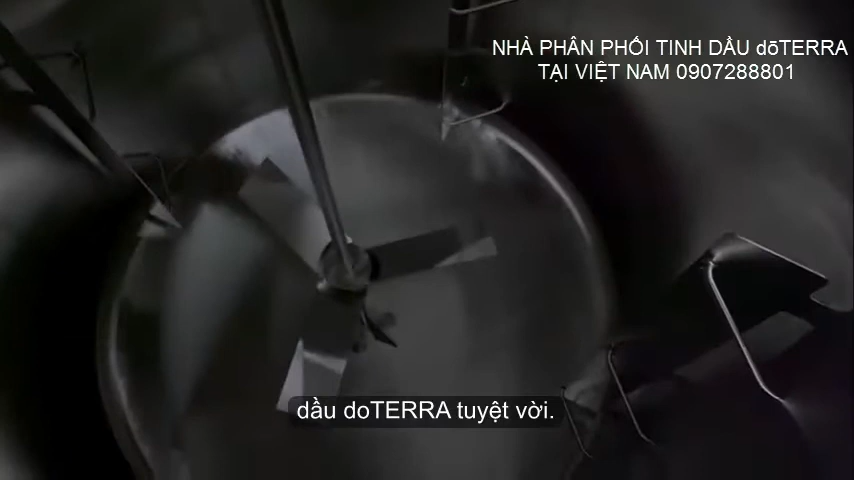 NHÀ PHÂN PHỐI TINH DẦU dōTERRA
TẠI VIỆT NAM 0907288801
dầu doTERRA tuyệt vời.